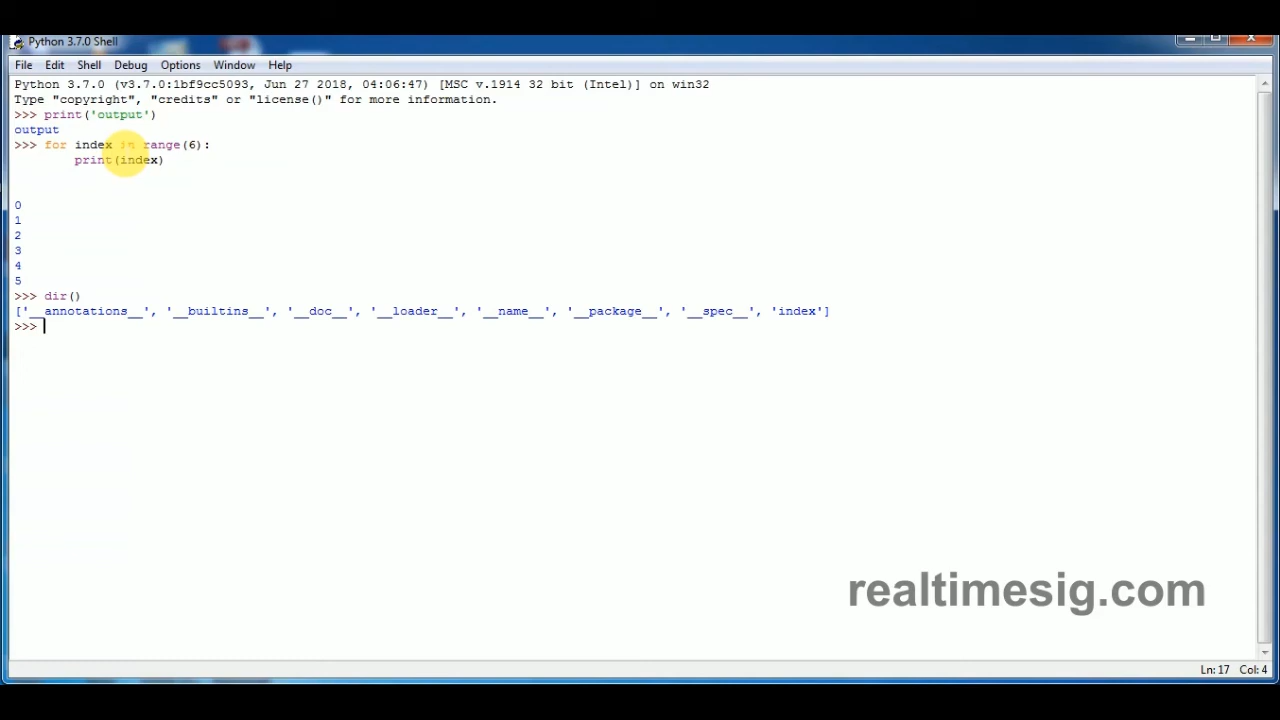 Python 3.7.0 Shell
File Edit Shell Debug Options Window Help
Python 3.7.0 (v3.7.0:1bf9cc5093, Jun 27 2018, 04:06:47) [MSC v.1914 32 bit (Intel)] on win32
Type "copyright", "credits" or "license()" for more information.
>>> print('output')
output
>>> for index in range(6):
        print(index)
0
1
2
3
4
5
>>> dir()
['__annotations__', '__builtins__', '__doc__', '__loader__', '__name__', '__package__', '__spec__', 'index']
>>>
realtimesig.com
Ln: 17 Col: 4